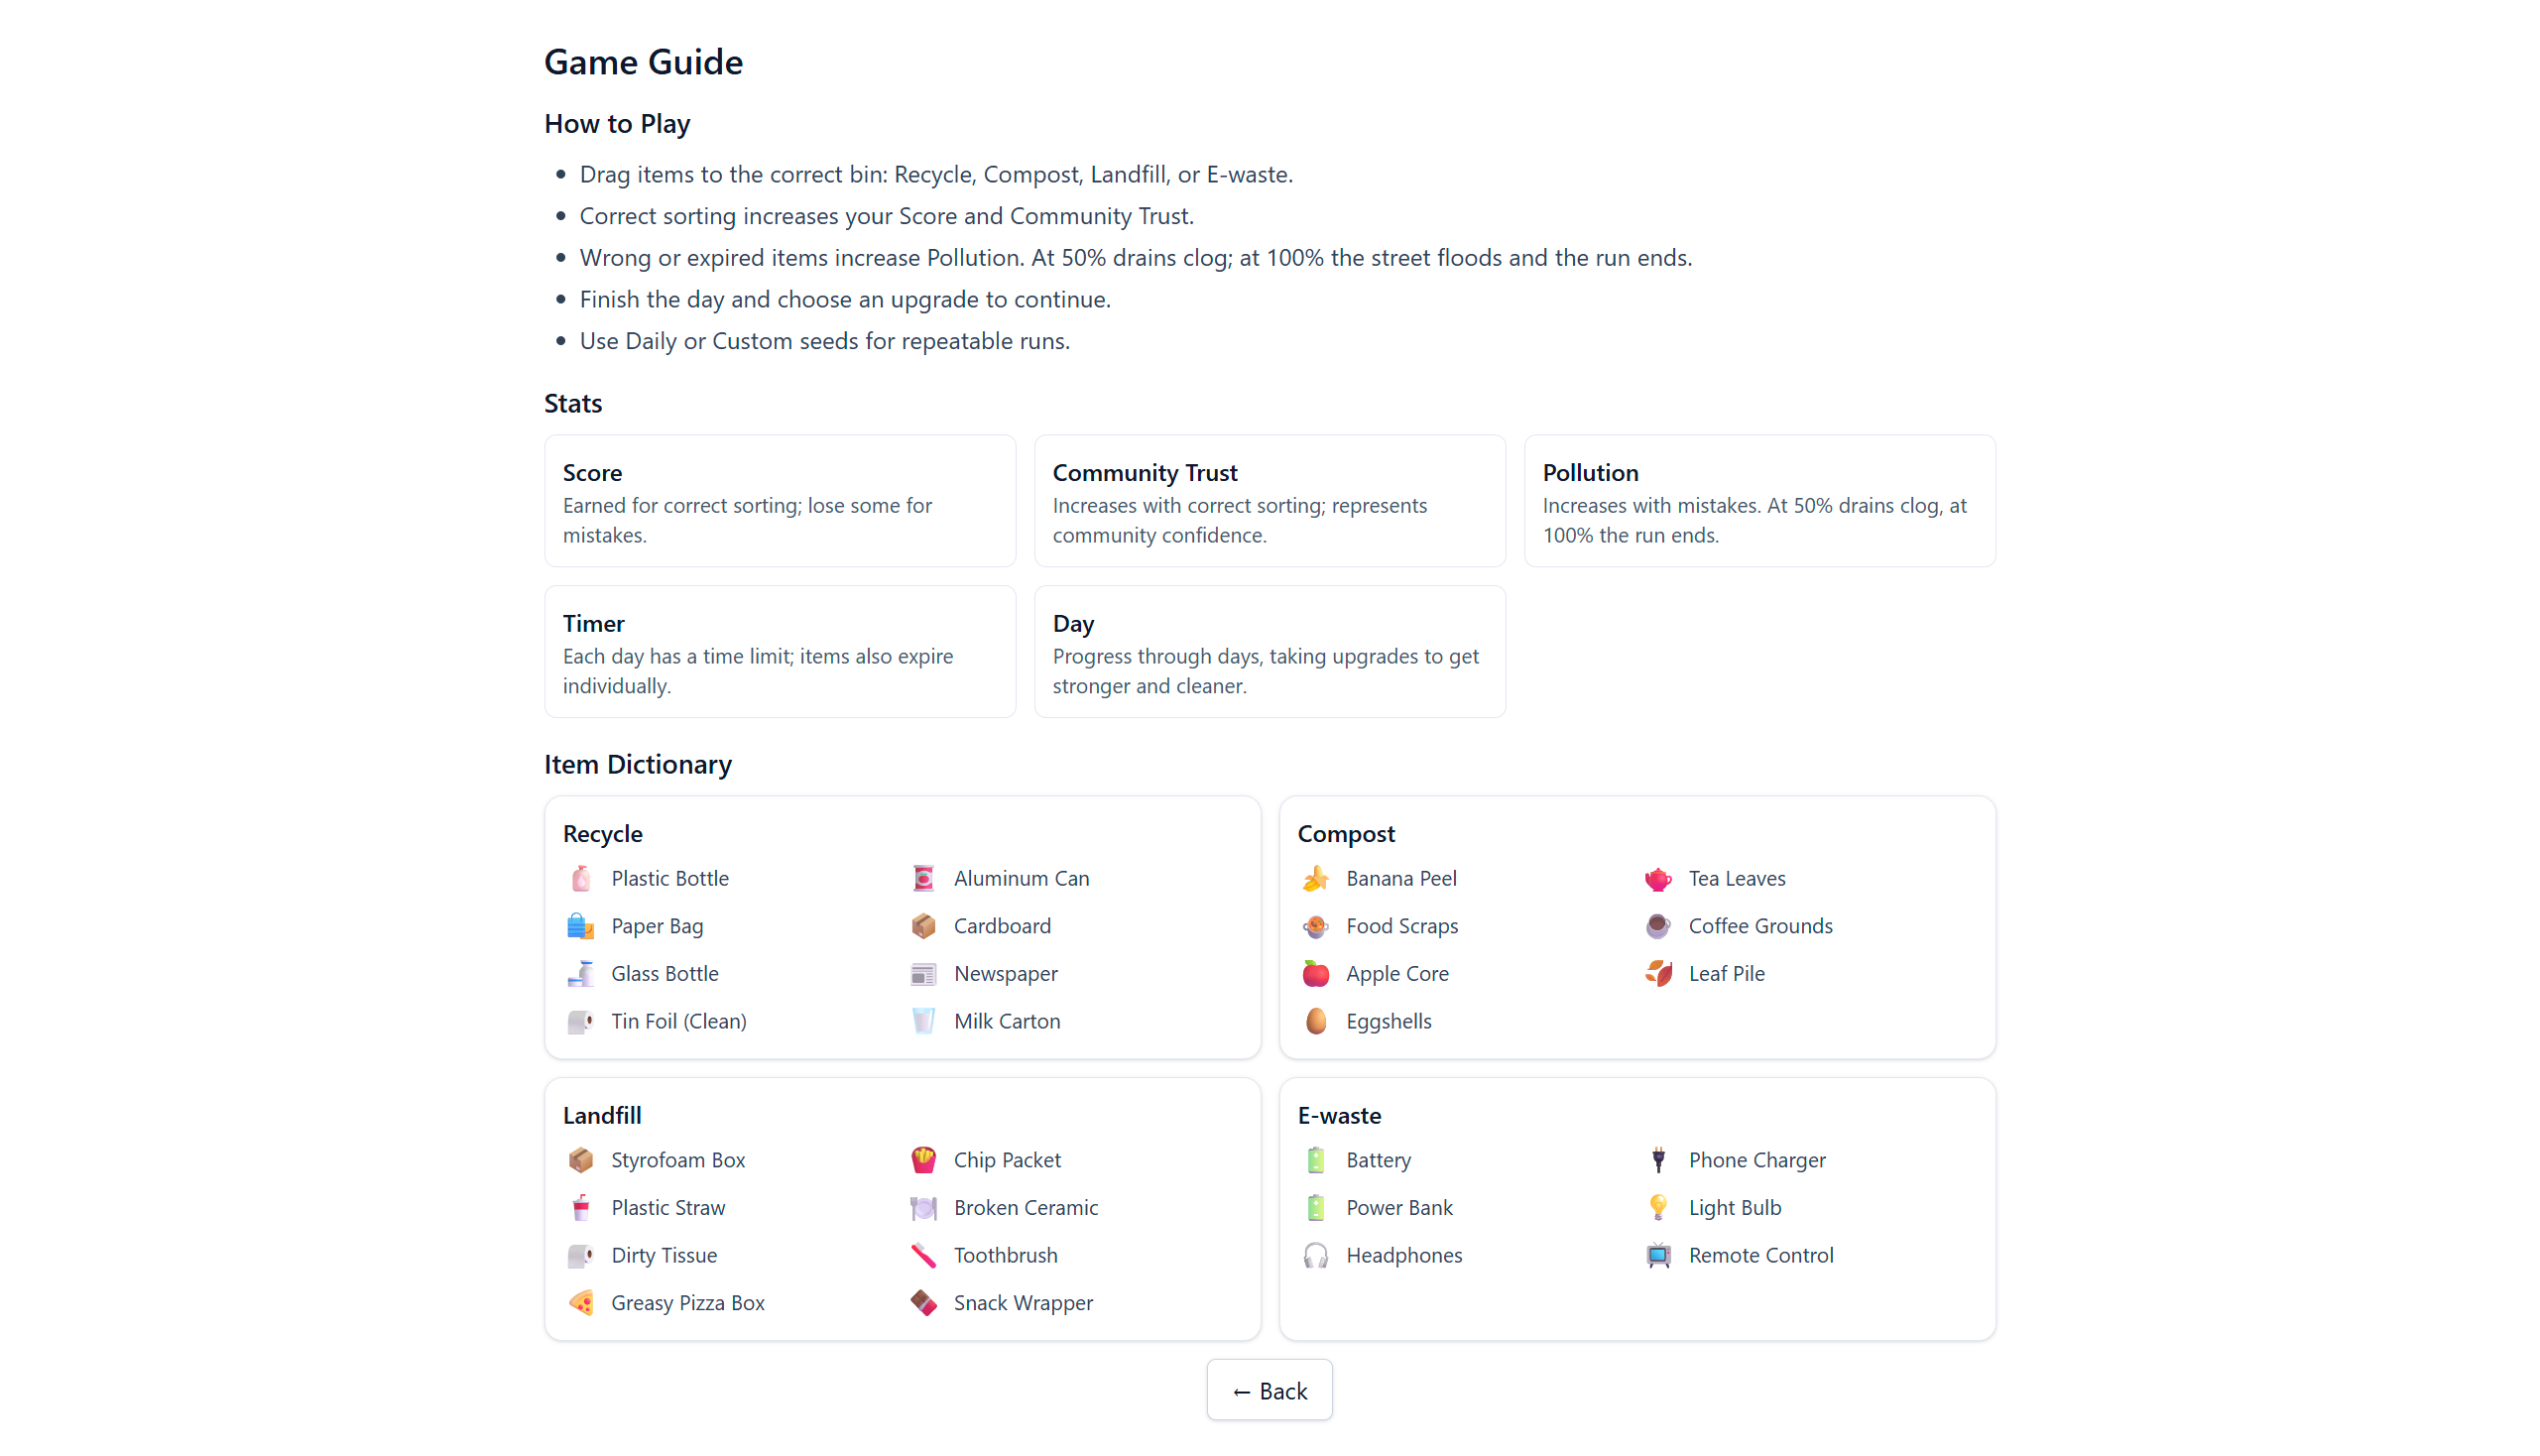 Game Guide
How to Play
Drag items to the correct bin: Recycle, Compost, Landfill, or E-waste.
Correct sorting increases your Score and Community Trust.
Wrong or expired items increase Pollution. At 50% drains clog; at 100% the street floods and the run ends.
Finish the day and choose an upgrade to continue.
Use Daily or Custom seeds for repeatable runs.
Stats
Score
Earned for correct sorting; lose some for
mistakes.
Community Trust
Increases with correct sorting; represents
community confidence.
Pollution
Increases with mistakes. At 50% drains clog, at
100% the run ends.
Timer
Each day has a time limit; items also expire
individually.
Day
Progress through days, taking upgrades to get
stronger and cleaner.
Item Dictionary
Recycle
Plastic Bottle
Aluminum Can
Paper Bag
Cardboard
Glass Bottle
Newspaper
Tin Foil (Clean)
Milk Carton
Compost
Banana Peel
Tea Leaves
Food Scraps
Coffee Grounds
Apple Core
Leaf Pile
Eggshells
Landfill
Styrofoam Box
Chip Packet
Plastic Straw
Broken Ceramic
Dirty Tissue
Toothbrush
Greasy Pizza Box
Snack Wrapper
E-waste
Battery
Phone Charger
Power Bank
Light Bulb
Headphones
Remote Control
← Back